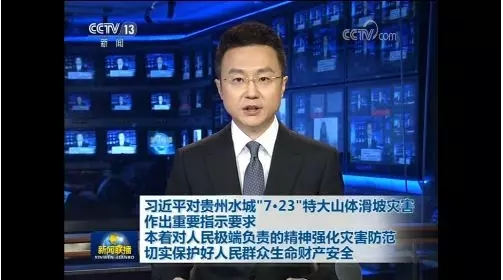 CCTV 13
新闻
CCTV.com
习近平对贵州水城"7·23"特大山体滑坡灾害
作出重要指示要求
本着对人民极端负责的精神强化灾害防范
切实保护好人民群众生命财产安全
新闻联播
XINWEN LIANBO